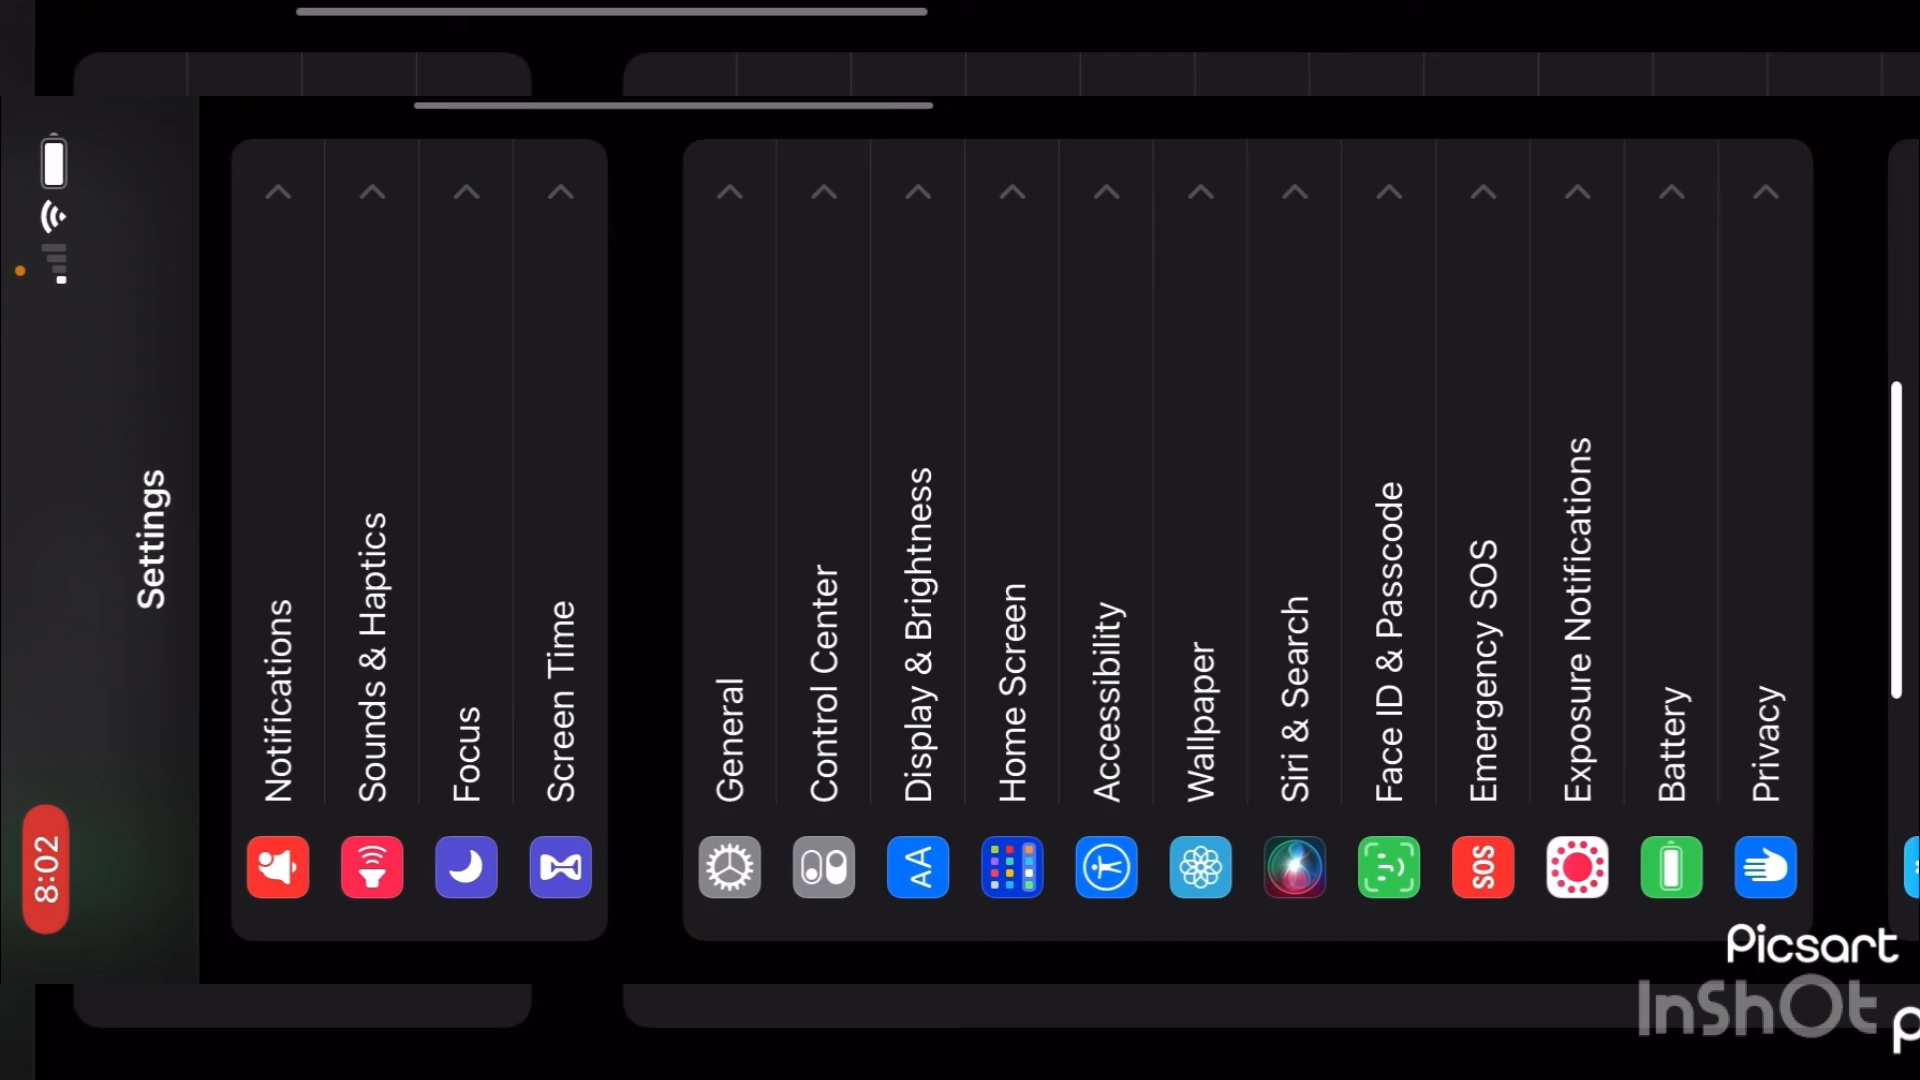 8:02
Settings
Notifications
Sounds & Haptics
Focus
Screen Time
General
Control Center
AA
Display & Brightness
Home Screen
Accessibility
Wallpaper
Siri & Search
Face ID & Passcode
SOS
Emergency SOS
Exposure Notifications
Battery
Privacy
Picsart
InShOt